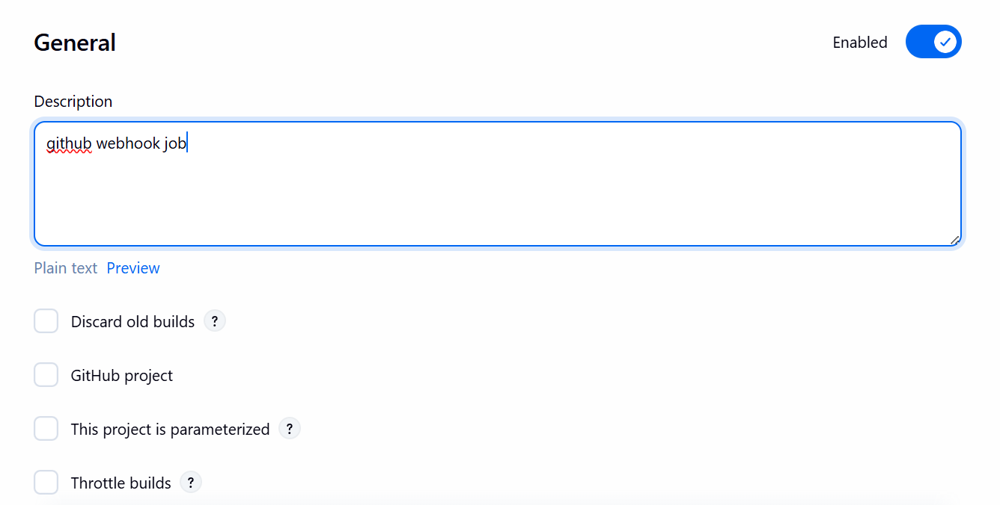 General
Enabled
Description
github webhook job
Plain text Preview
Discard old builds ?
GitHub project
This project is parameterized ?
Throttle builds ?